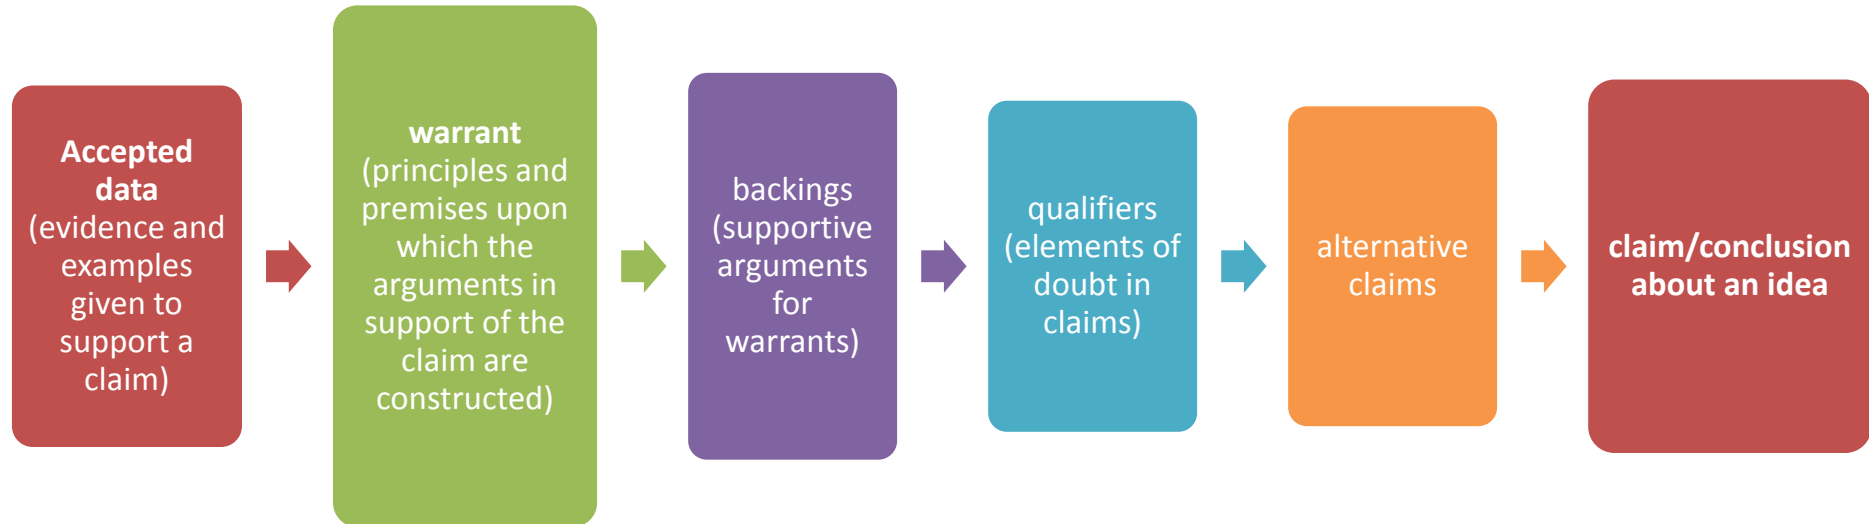 Accepted
data
(evidence and
examples
given to
support a
claim)
warrant
(principles and
premises upon
which the
arguments in
support of the
claim are
constructed)
backings
(supportive
arguments
for
warrants)
qualifiers
(elements of
doubt in
claims)
alternative
claims
claim/conclusion
about an idea